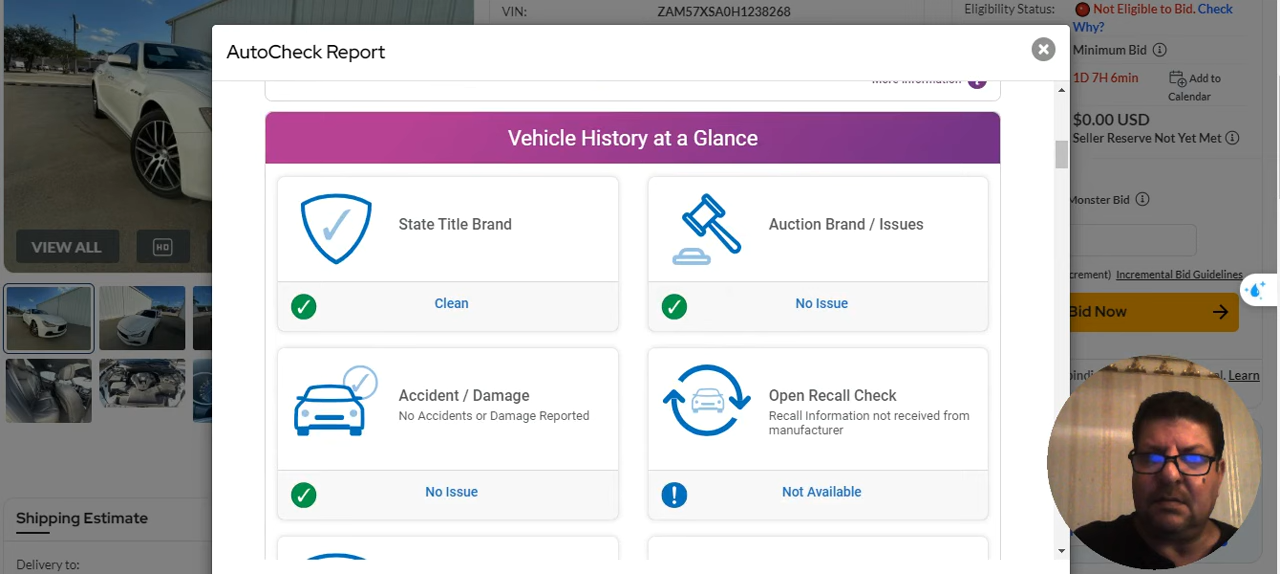 VIN:
ZAM57XSA0H1238268
Eligibility Status:
Not Eligible to Bid. Check
Why?
AutoCheck Report
Minimum Bid
1D 7H 6min
Add to
Calendar
More Information
$0.00 USD
Seller Reserve Not Yet Met
Vehicle History at a Glance
State Title Brand
Auction Brand / Issues
Monster Bid
VIEW ALL
HD
Incremental Bid Guidelines
Clean
No Issue
Bid Now
Accident / Damage
No Accidents or Damage Reported
Open Recall Check
Recall Information not received from
manufacturer
Learn
No Issue
Not Available
Shipping Estimate
Delivery to: